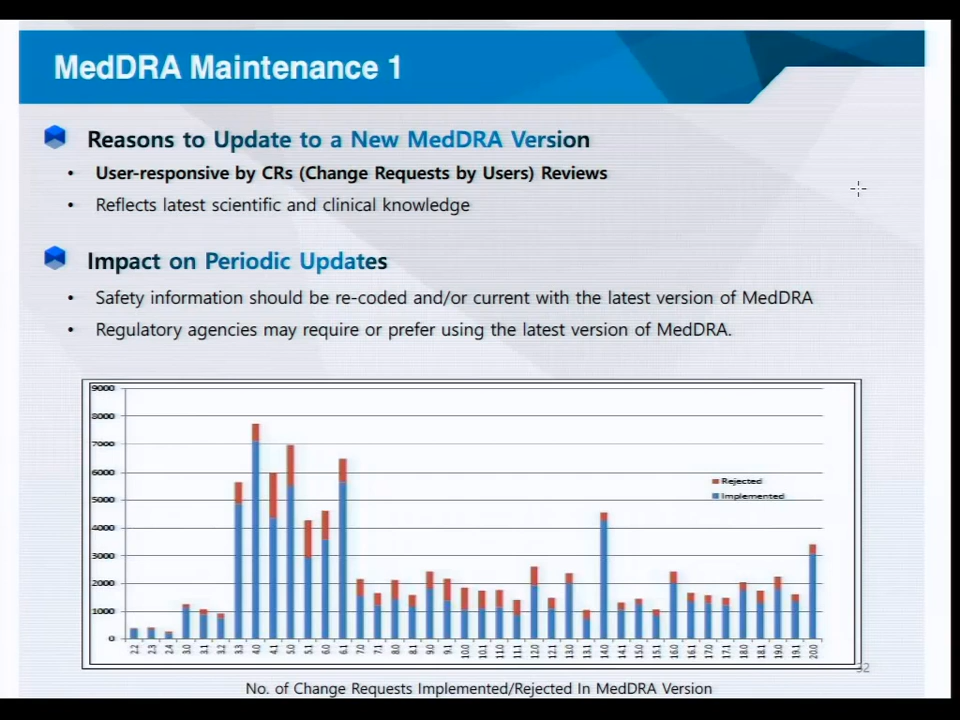 MedDRA Maintenance 1
Reasons to Update to a New MedDRA Version
• User-responsive by CRs (Change Requests by Users) Reviews
• Reflects latest scientific and clinical knowledge
Impact on Periodic Updates
• Safety information should be re-coded and/or current with the latest version of MedDRA
• Regulatory agencies may require or prefer using the latest version of MedDRA.
9000
8000
7000
6000
5000
4000
3000
2000
1000
0
Rejected
Implemented
2.2 2.3 2.4 3.0 3.1 3.2 3.3 4.0 4.1 5.0 5.1 6.0 6.1 7.0 7.1 8.0 8.1 9.0 9.1 10.0 10.1 11.0 11.1 12.0 12.1 13.0 13.1 14.0 14.1 15.0 15.1 16.0 16.1 17.0 17.1 18.0 18.1 19.0 19.1 20.0
32
No. of Change Requests Implemented/Rejected In MedDRA Version